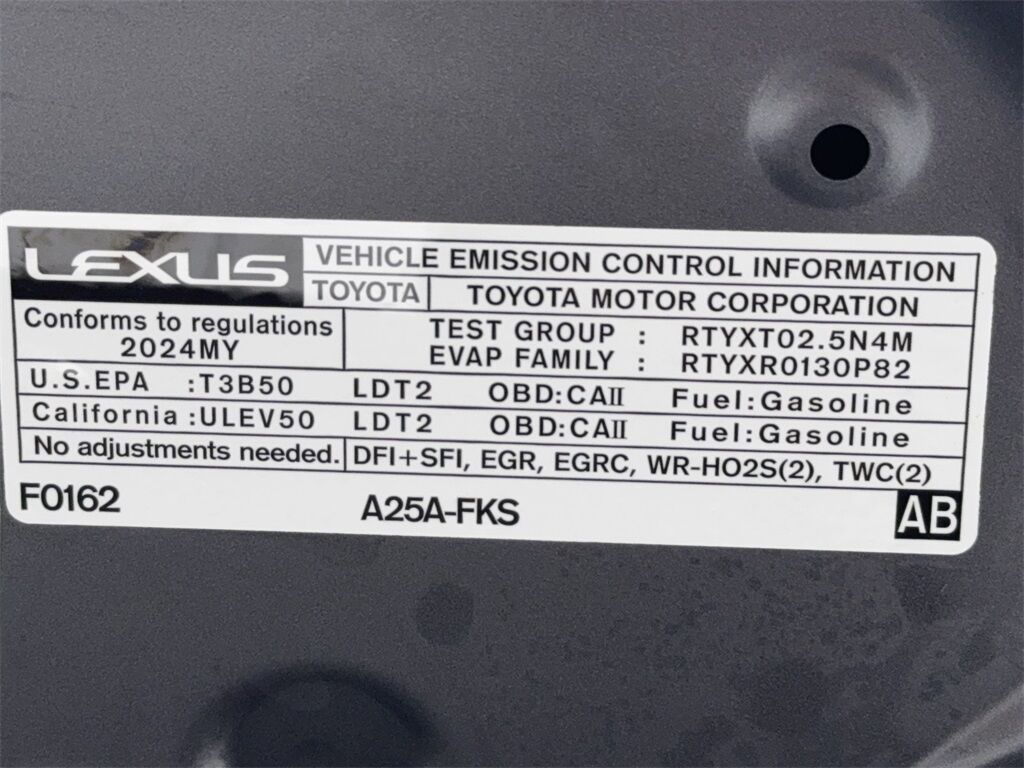 LEXUS VEHICLE EMISSION CONTROL INFORMATION
TOYOTA TOYOTA MOTOR CORPORATION
Conforms to regulations
2024MY
TEST GROUP : RTYXT02.5N4M
EVAP FAMILY : RTYXR0130P82
U.S.EPA :T3B50 LDT2 OBD:CAII Fuel:Gasoline
California :ULEV50 LDT2 OBD:CAII Fuel:Gasoline
No adjustments needed. DFI+SFI, EGR, EGRC, WR-HO2S(2), TWC(2)
F0162 A25A-FKS AB